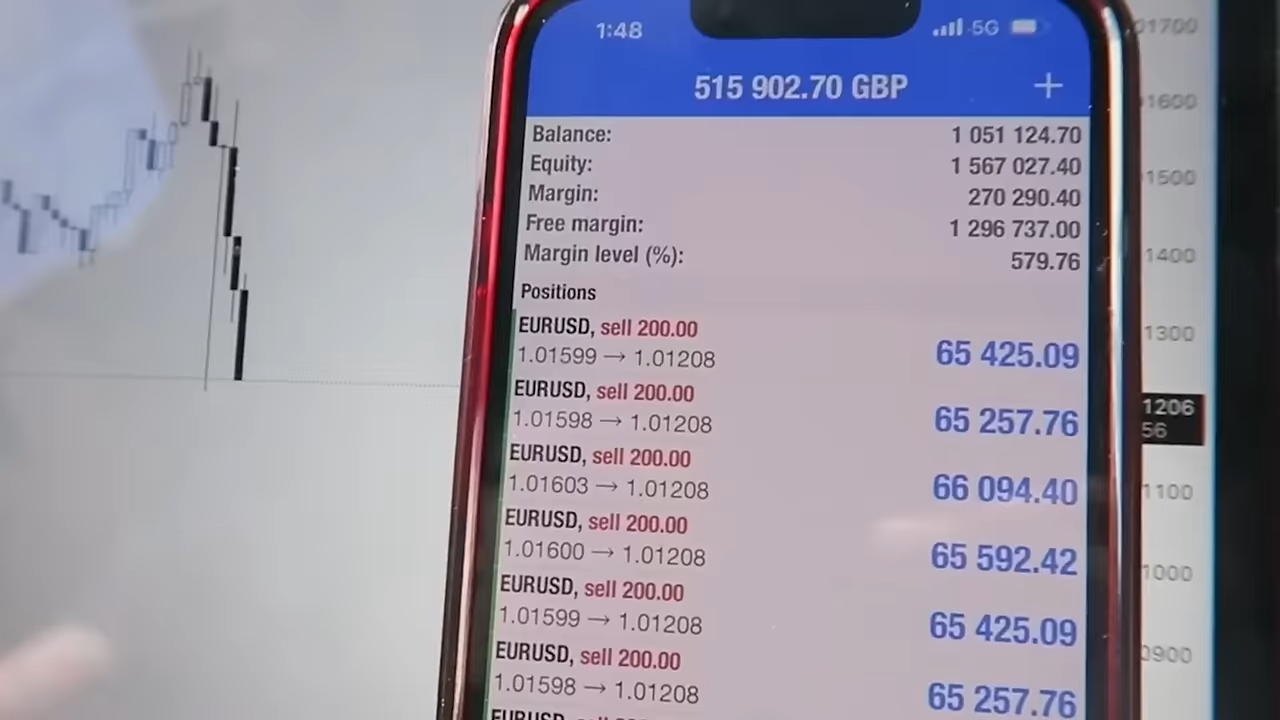 1:48 5G
515 902.70 GBP +
Balance: 1 051 124.70
Equity: 1 567 027.40
Margin: 270 290.40
Free margin: 1 296 737.00
Margin level (%): 579.76
Positions
EURUSD, sell 200.00
1.01599 → 1.01208 65 425.09
EURUSD, sell 200.00
1.01598 → 1.01208 65 257.76
EURUSD, sell 200.00
1.01603 → 1.01208 66 094.40
EURUSD, sell 200.00
1.01600 → 1.01208 65 592.42
EURUSD, sell 200.00
1.01599 → 1.01208 65 425.09
EURUSD, sell 200.00
1.01598 → 1.01208 65 257.76
EURUSD,
01700
01600
1500
1400
1300
1206
56
1100
1000
0900